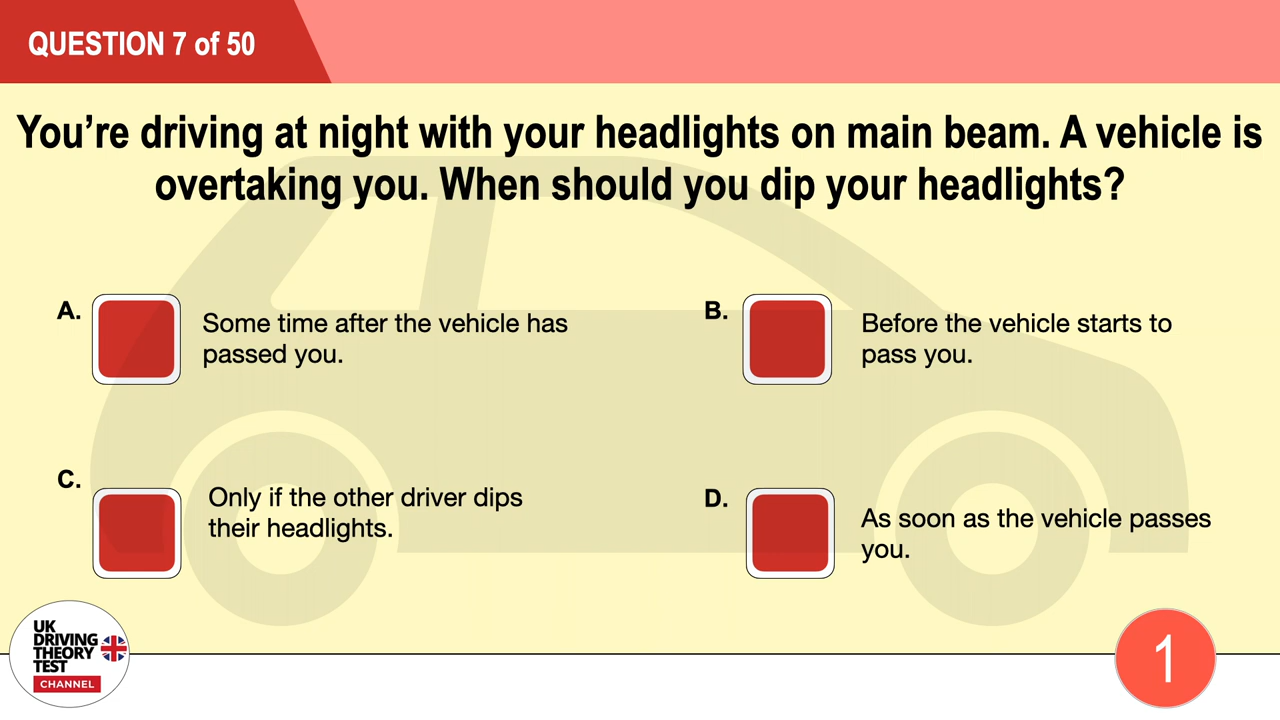 QUESTION 7 of 50
You're driving at night with your headlights on main beam. A vehicle is
overtaking you. When should you dip your headlights?
A.
Some time after the vehicle has
passed you.
B.
Before the vehicle starts to
pass you.
C.
Only if the other driver dips
their headlights.
D.
As soon as the vehicle passes
you.
UK
DRIVING
THEORY
TEST
CHANNEL
1